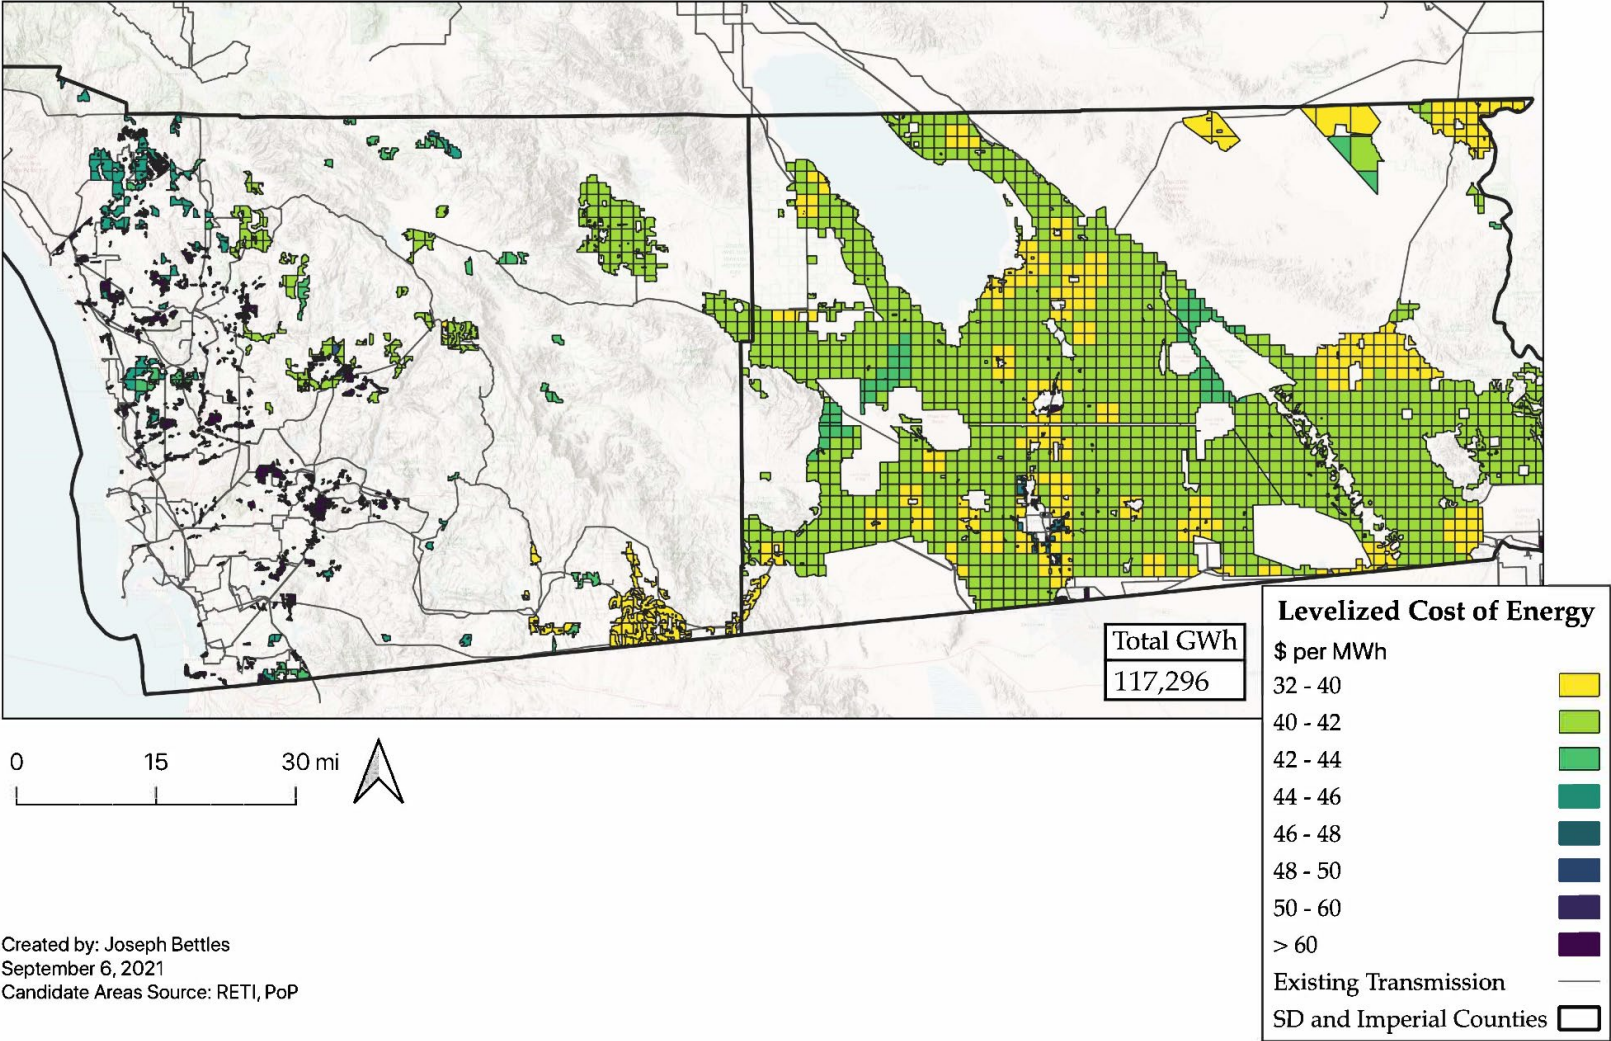 Total GWh
117,296
Levelized Cost of Energy
$ per MWh
32 - 40
40 - 42
42 - 44
44 - 46
46 - 48
48 - 50
50 - 60
> 60
Existing Transmission
SD and Imperial Counties
0 15 30 mi
Created by: Joseph Bettles
September 6, 2021
Candidate Areas Source: RETI, PoP